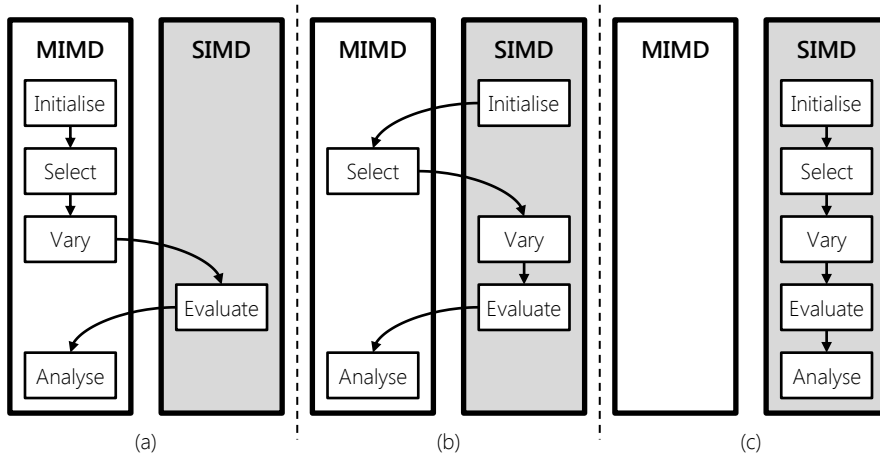 MIMD
SIMD
Initialise
Select
Vary
Evaluate
Analyse
(a)
MIMD
SIMD
Initialise
Select
Vary
Evaluate
Analyse
(b)
MIMD
SIMD
Initialise
Select
Vary
Evaluate
Analyse
(c)